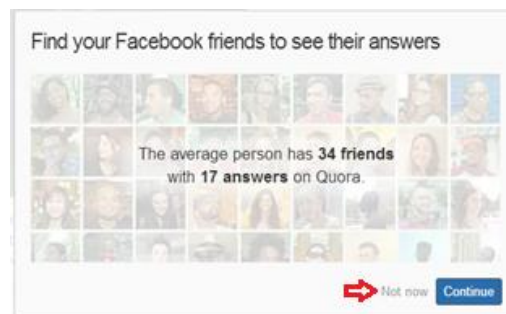 Find your Facebook friends to see their answers
The average person has 34 friends
with 17 answers on Quora.
Not now Continue